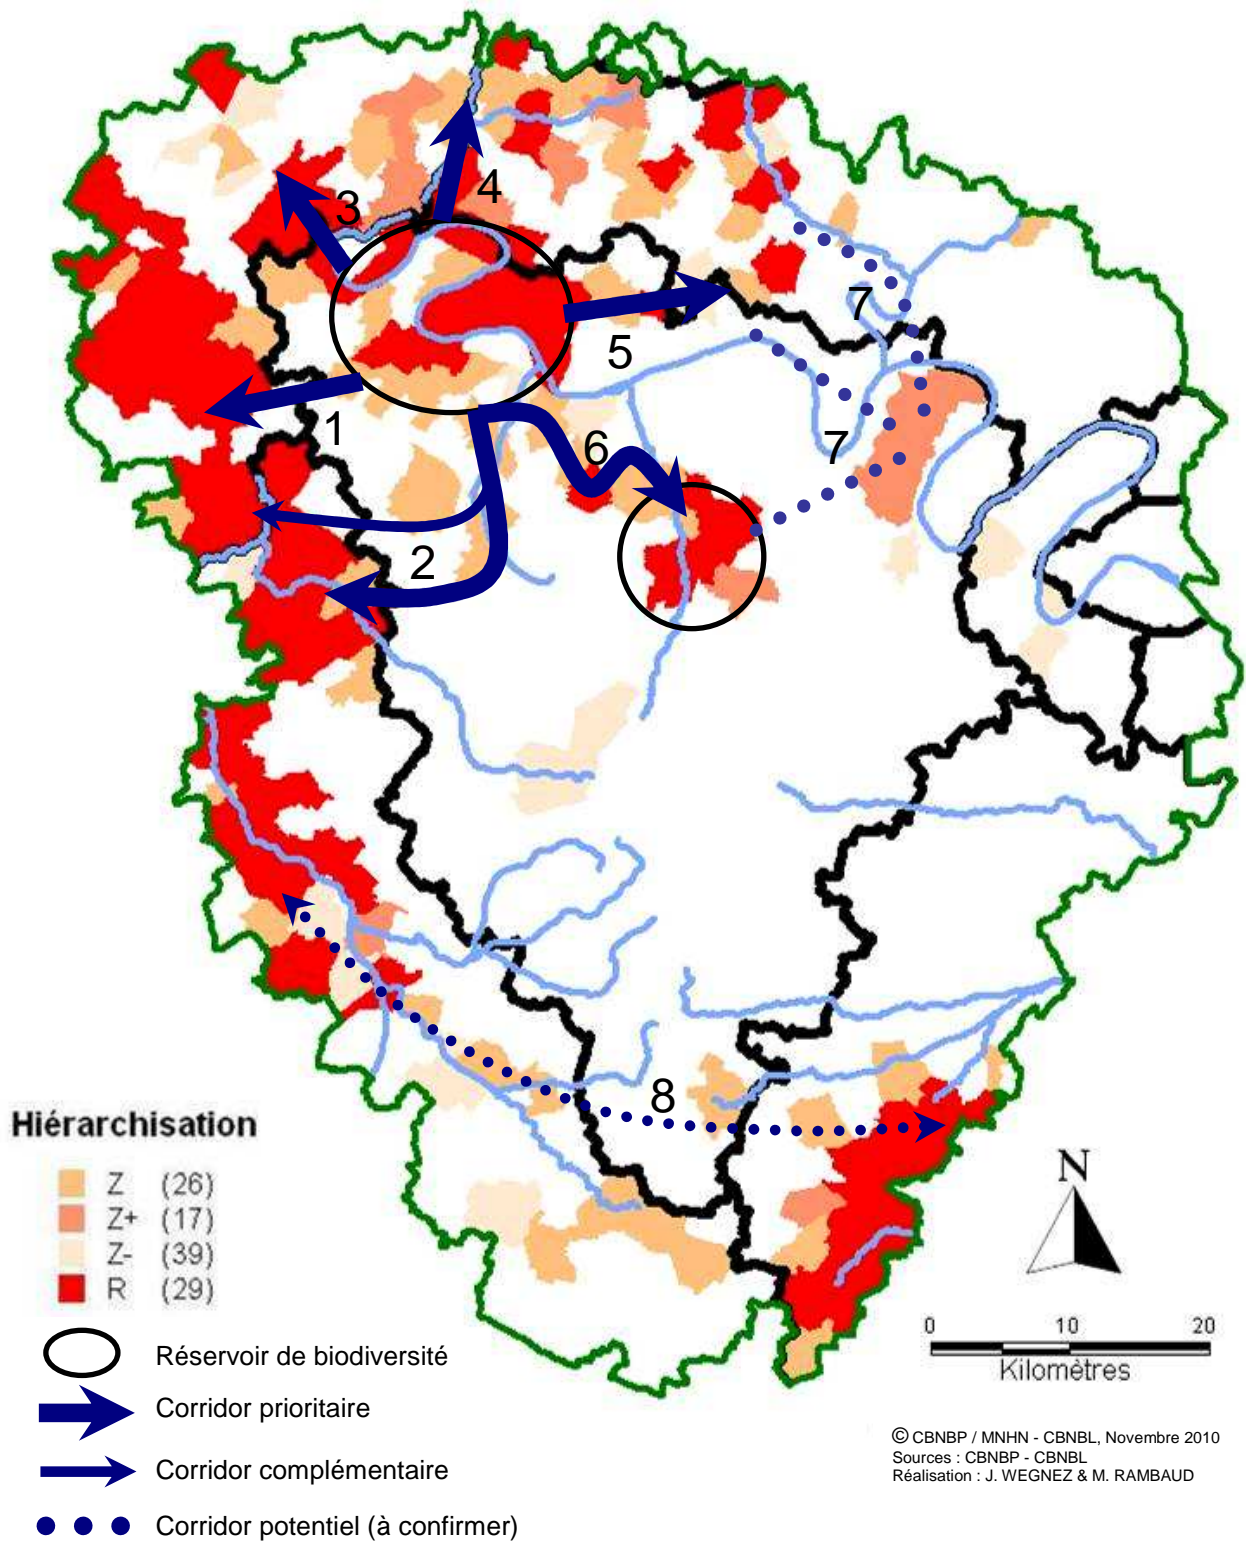 3
4
7
5
1
6
7
2
8
Hiérarchisation
Z (26)
Z+ (17)
Z- (39)
R (29)
N
0 10 20
Kilomètres
Réservoir de biodiversité
Corridor prioritaire
Corridor complémentaire
Corridor potentiel (à confirmer)
© CBNBP / MNHN - CBNBL, Novembre 2010
Sources : CBNBP - CBNBL
Réalisation : J. WEGNEZ & M. RAMBAUD